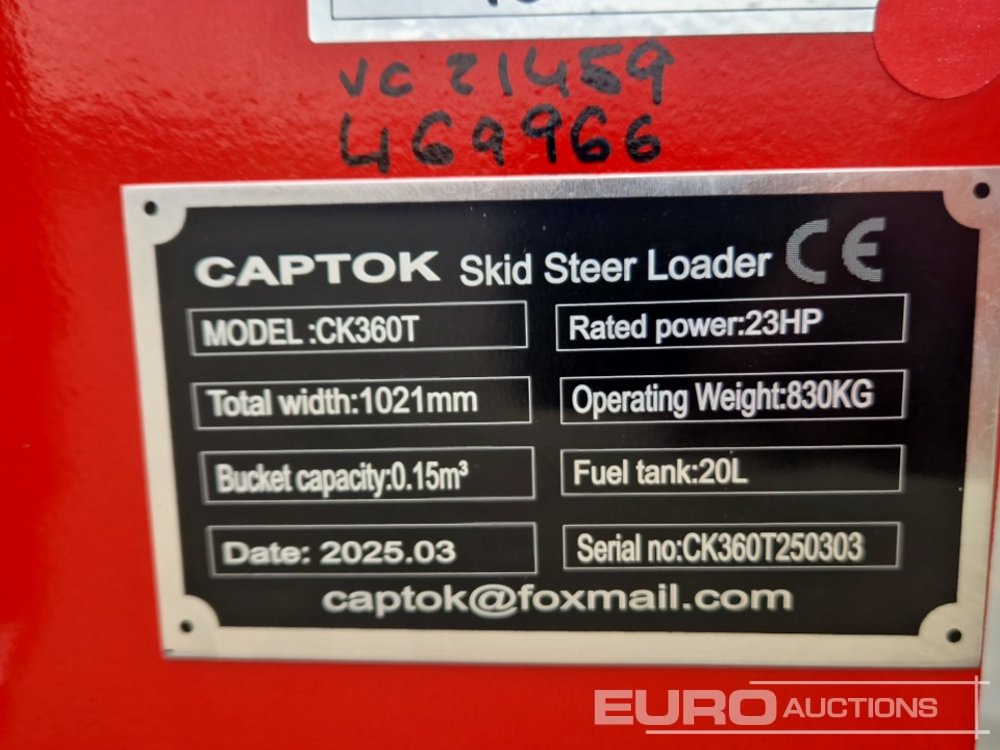 VC 21459
469966
CAPTOK Skid Steer Loader CE
MODEL :CK360T
Rated power:23HP
Total width:1021mm
Operating Weight:830KG
Bucket capacity:0.15m³
Fuel tank:20L
Date: 2025.03
Serial no:CK360T250303
captok@foxmail.com
EURO AUCTIONS